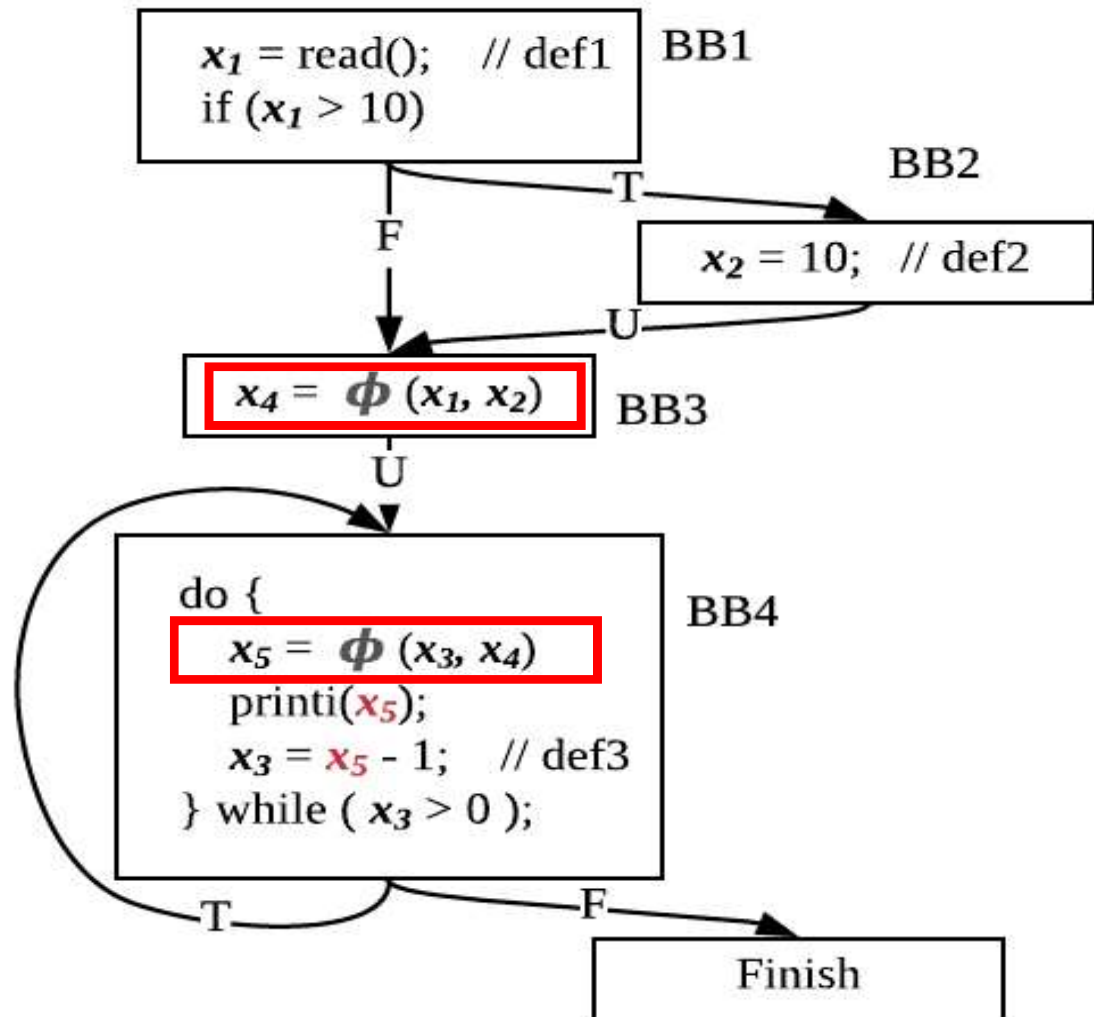 x₁ = read(); // def1
if (x₁ > 10)
BB1
T
BB2
F
x₂ = 10; // def2
U
x₄ = ϕ (x₁, x₂)
BB3
U
do {
x₅ = ϕ (x₃, x₄)
printi(x₅);
x₃ = x₅ - 1; // def3
} while ( x₃ > 0 );
BB4
T
F
Finish